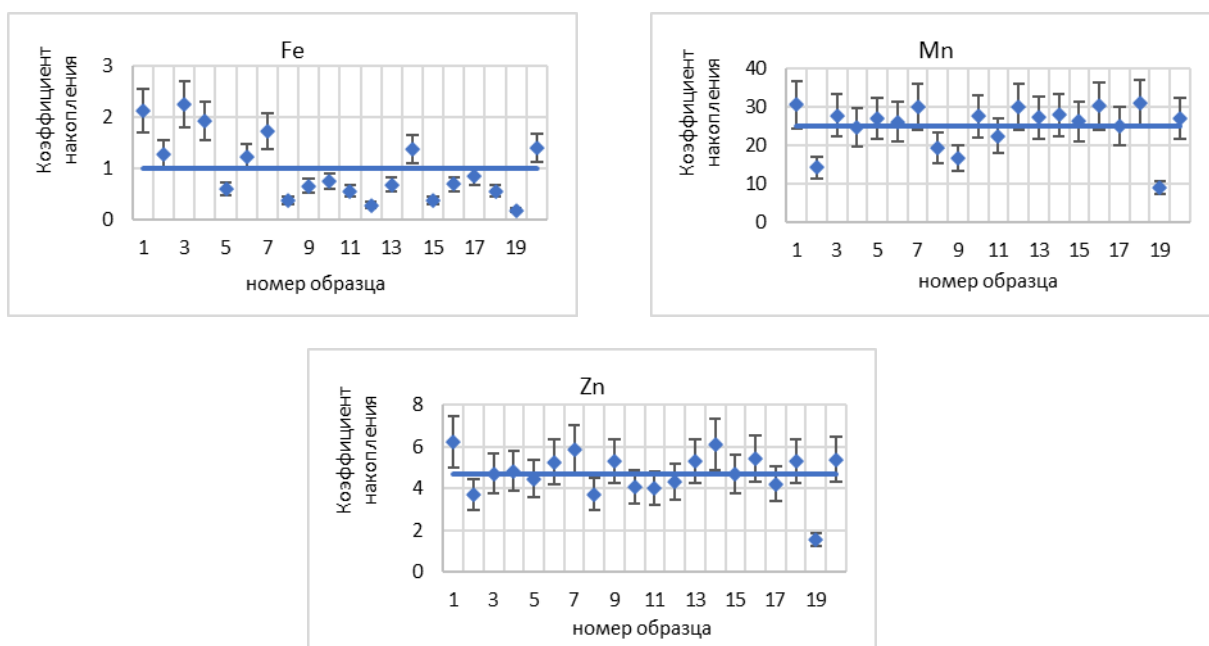 Fe
Коэффициент
накопления
3
2
1
0
1 3 5 7 9 11 13 15 17 19
номер образца
Mn
Коэффициент
накопления
40
30
20
10
0
1 3 5 7 9 11 13 15 17 19
номер образца
Zn
Коэффициент
накопления
8
6
4
2
0
1 3 5 7 9 11 13 15 17 19
номер образца